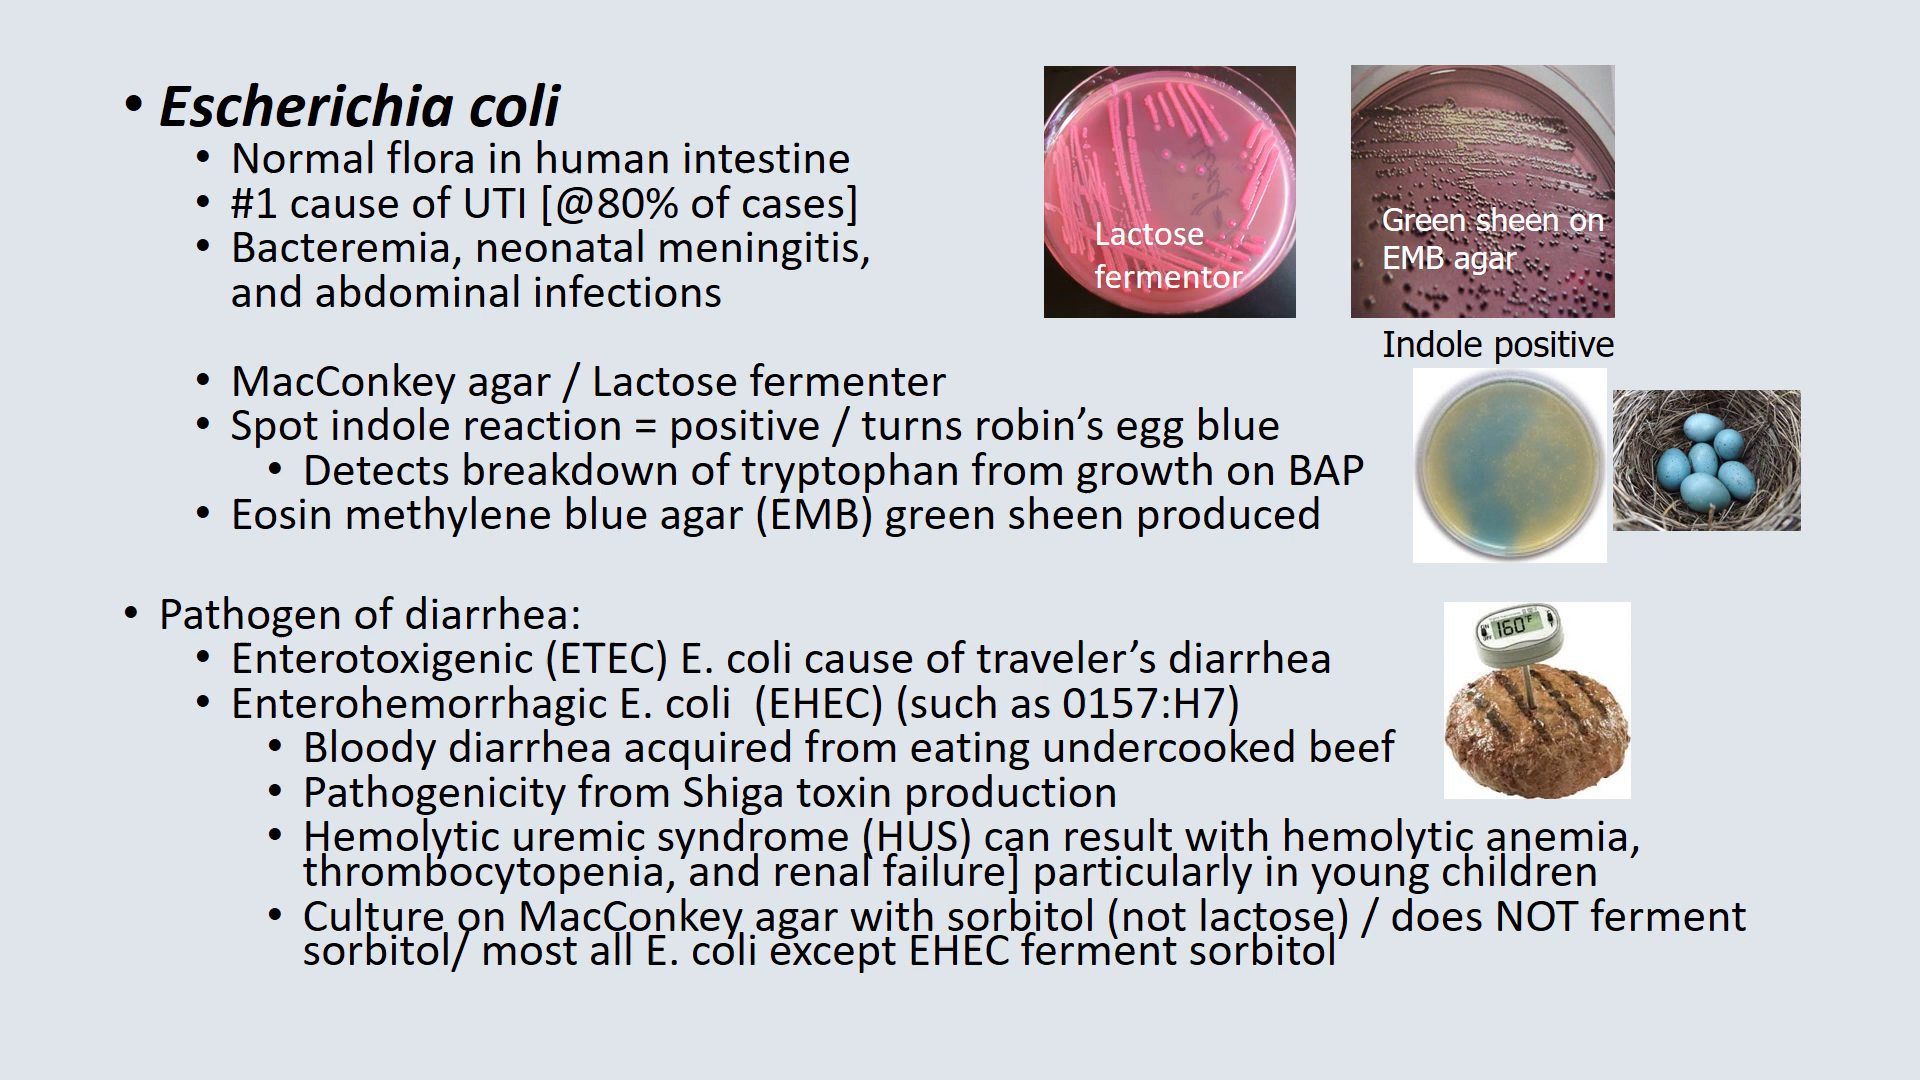 • Escherichia coli
• Normal flora in human intestine
• #1 cause of UTI [@80% of cases]
• Bacteremia, neonatal meningitis,
and abdominal infections
Lactose
fermentor
Green sheen on
EMB agar
Indole positive
• MacConkey agar / Lactose fermenter
• Spot indole reaction = positive / turns robin’s egg blue
• Detects breakdown of tryptophan from growth on BAP
• Eosin methylene blue agar (EMB) green sheen produced
• Pathogen of diarrhea:
• Enterotoxigenic (ETEC) E. coli cause of traveler’s diarrhea
• Enterohemorrhagic E. coli  (EHEC) (such as 0157:H7)
• Bloody diarrhea acquired from eating undercooked beef
• Pathogenicity from Shiga toxin production
• Hemolytic uremic syndrome (HUS) can result with hemolytic anemia,
thrombocytopenia, and renal failure] particularly in young children
• Culture on MacConkey agar with sorbitol (not lactose) / does NOT ferment
sorbitol/ most all E. coli except EHEC ferment sorbitol
160°F